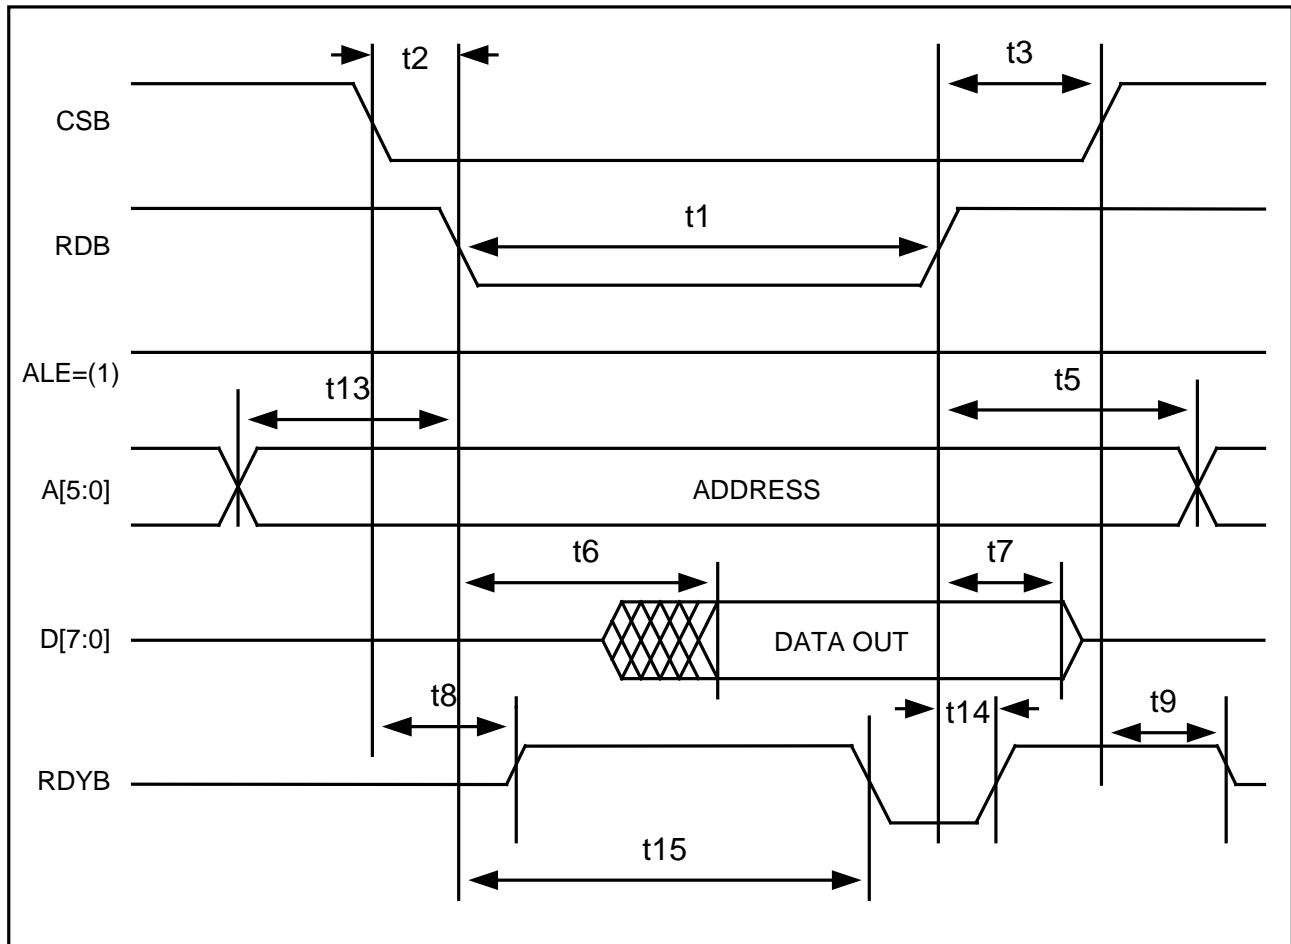 t2
t3
CSB
t1
RDB
ALE=(1)
t13
t5
A[5:0]
ADDRESS
t6
t7
D[7:0]
DATA OUT
t8
t14
t9
RDYB
t15